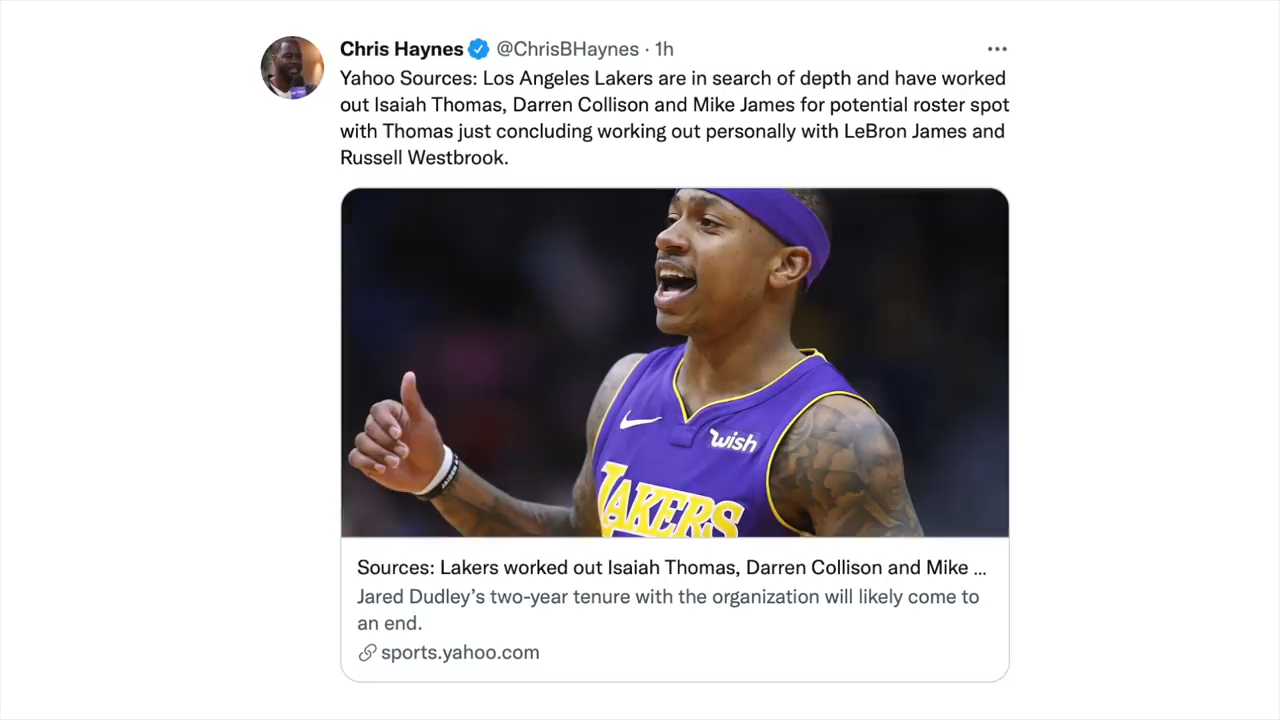 Chris Haynes @ChrisBHaynes · 1h
Yahoo Sources: Los Angeles Lakers are in search of depth and have worked
out Isaiah Thomas, Darren Collison and Mike James for potential roster spot
with Thomas just concluding working out personally with LeBron James and
Russell Westbrook.
wish
LAKERS
Sources: Lakers worked out Isaiah Thomas, Darren Collison and Mike ...
Jared Dudley’s two-year tenure with the organization will likely come to
an end.
sports.yahoo.com